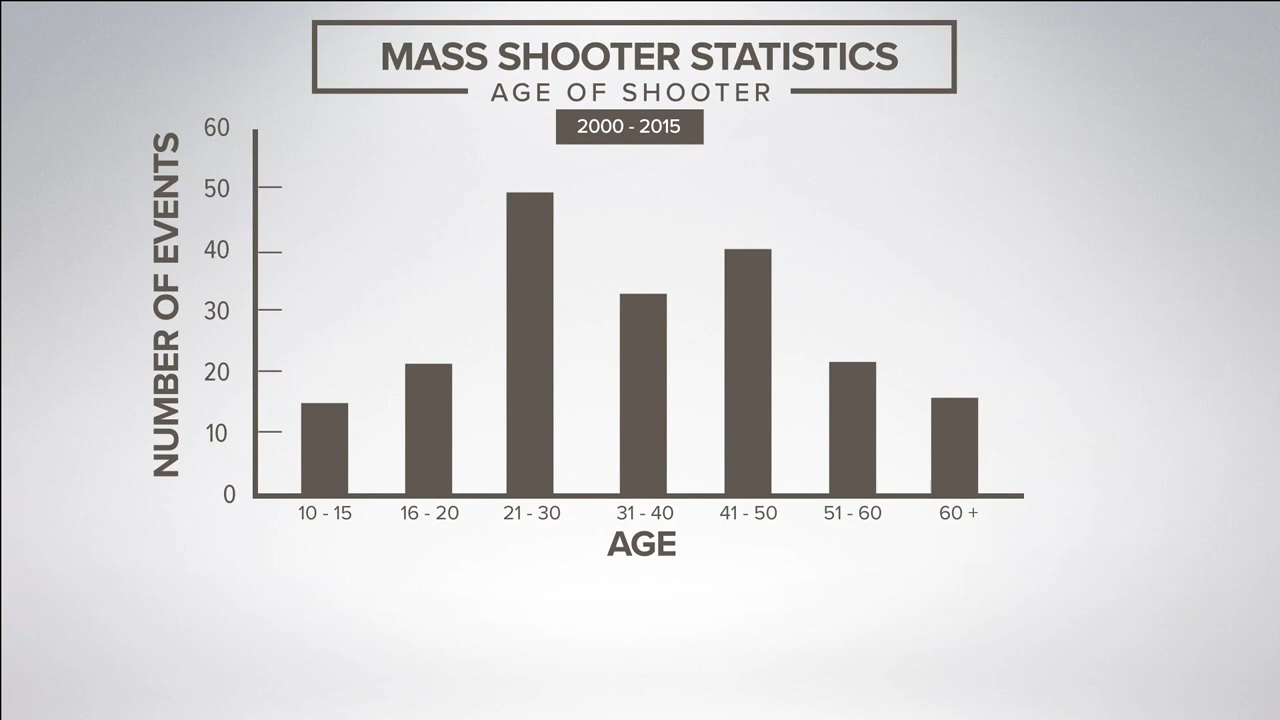 MASS SHOOTER STATISTICS
AGE OF SHOOTER
2000 - 2015
NUMBER OF EVENTS
60
50
40
30
20
10
0
10 - 15 16 - 20 21 - 30 31 - 40 41 - 50 51 - 60 60 +
AGE